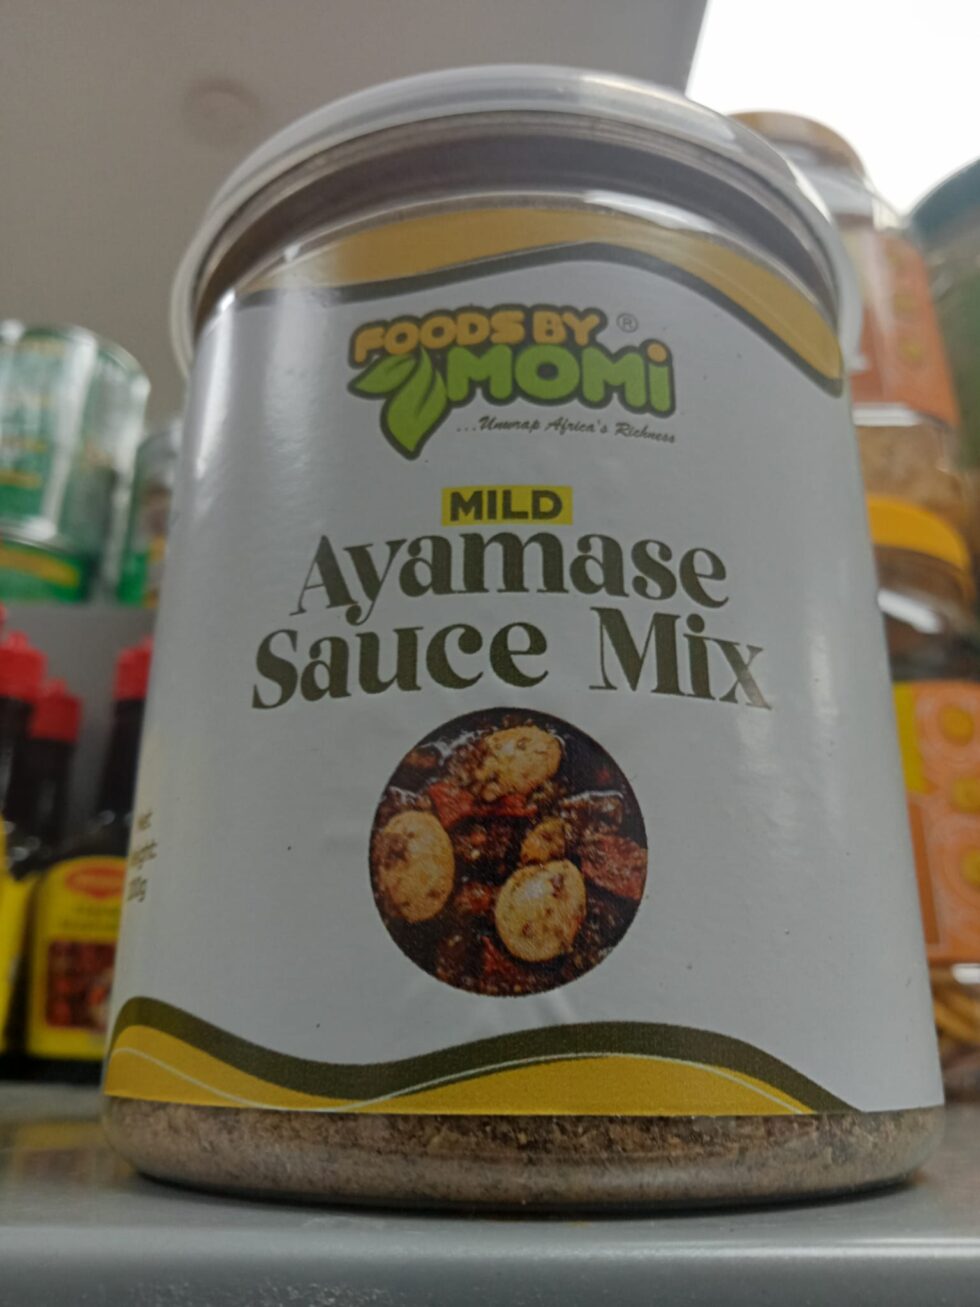 FOODS BY ®
MOMi
...Unwrap Africa's Richness
MILD
Ayamase
Sauce Mix